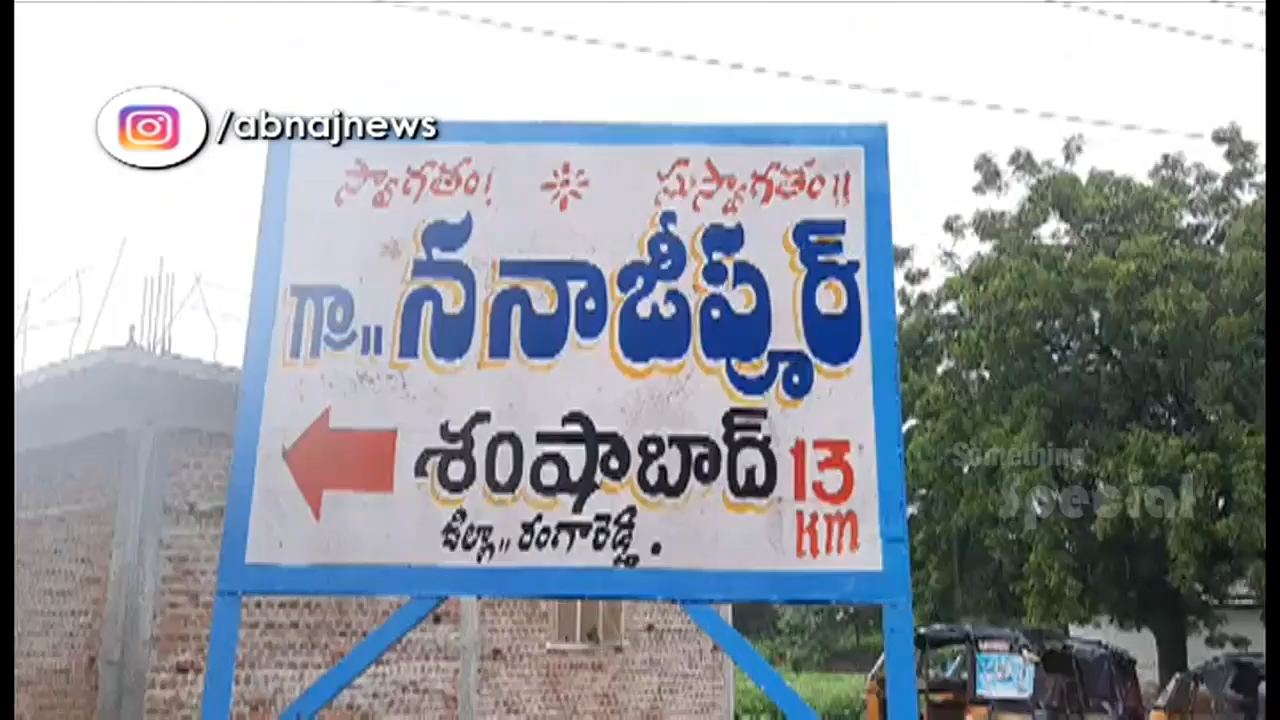 /abnajnews
స్వాగతం! సుస్వాగతం!!
గ్రా,, ననాజీపూర్
శంషాబాద్ 13 KM
జిల్లా,, రంగారెడ్డి.
Something
Special